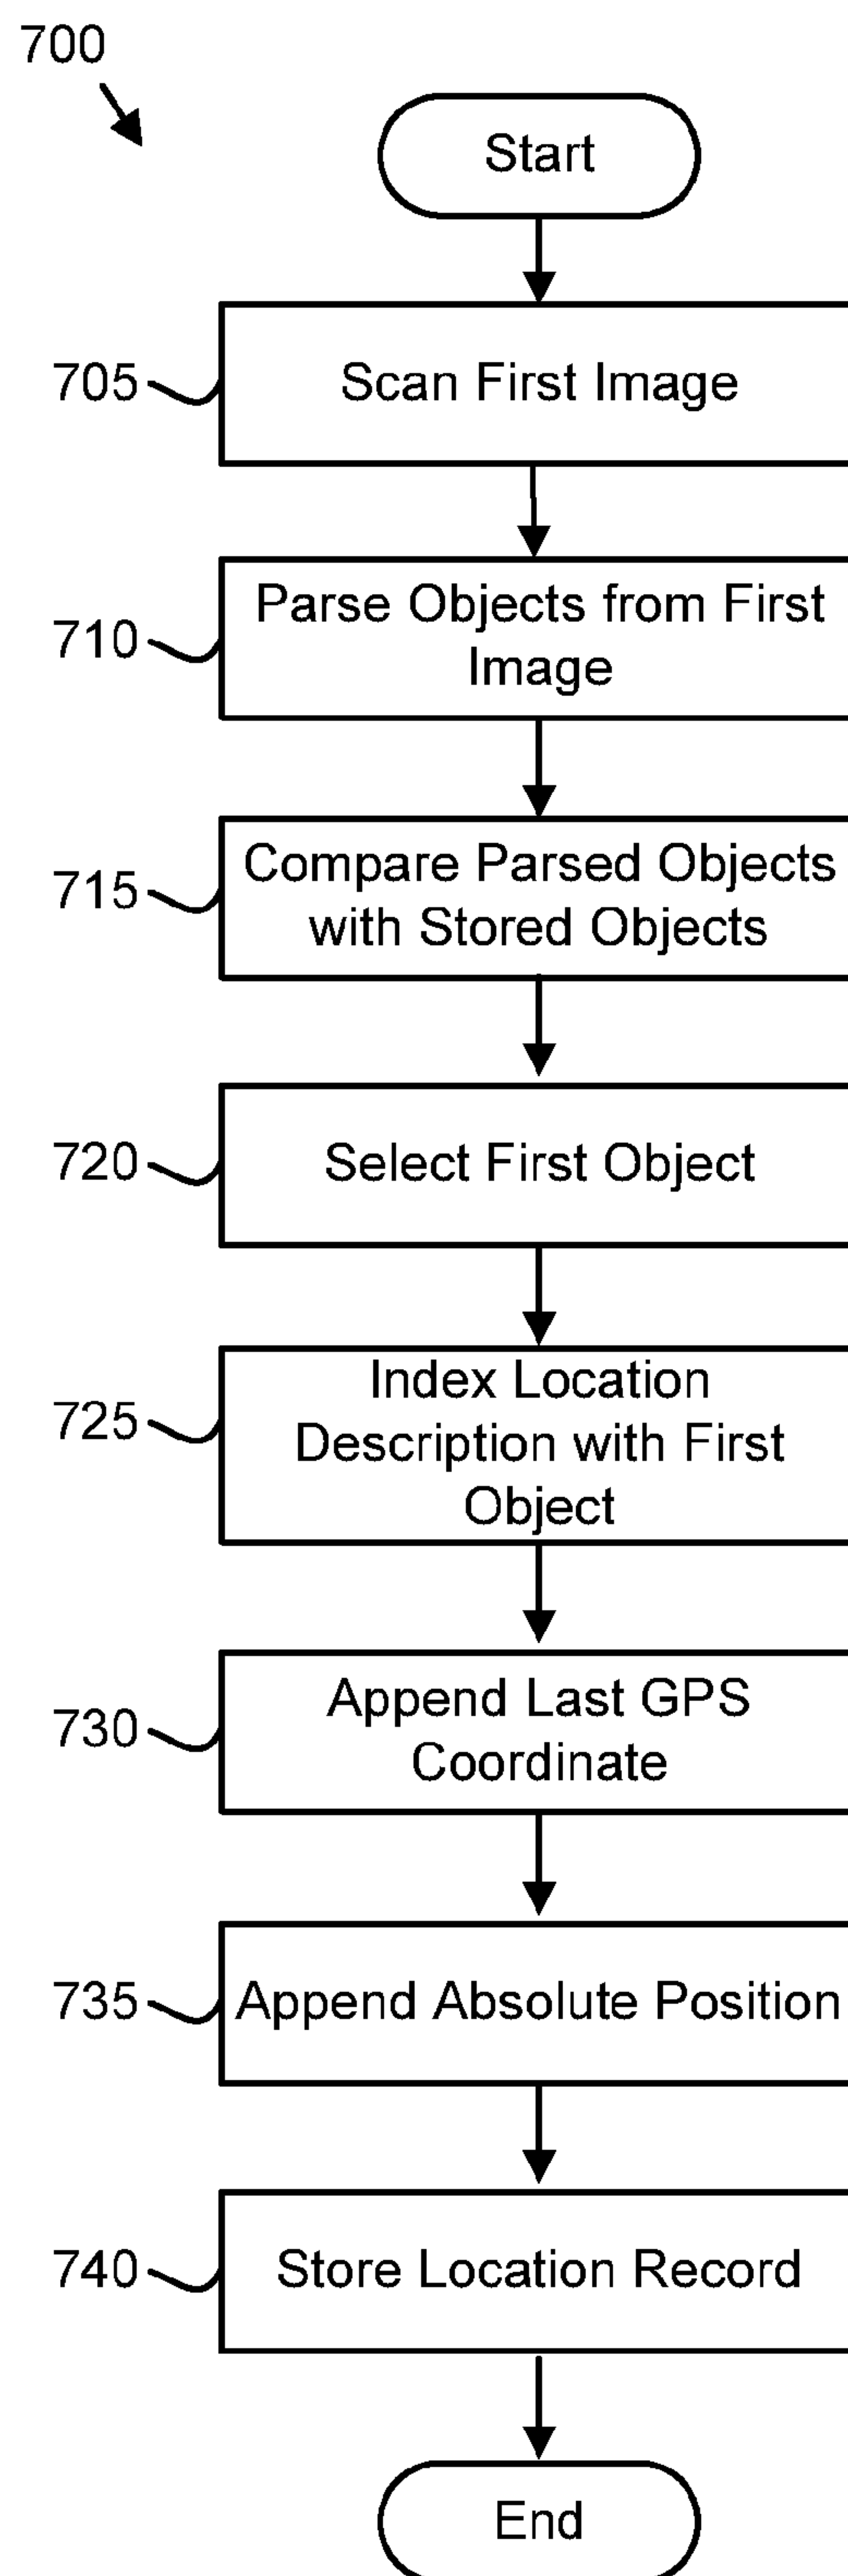 700
Start
705
Scan First Image
710
Parse Objects from First
Image
715
Compare Parsed Objects
with Stored Objects
720
Select First Object
725
Index Location
Description with First
Object
730
Append Last GPS
Coordinate
735
Append Absolute Position
740
Store Location Record
End